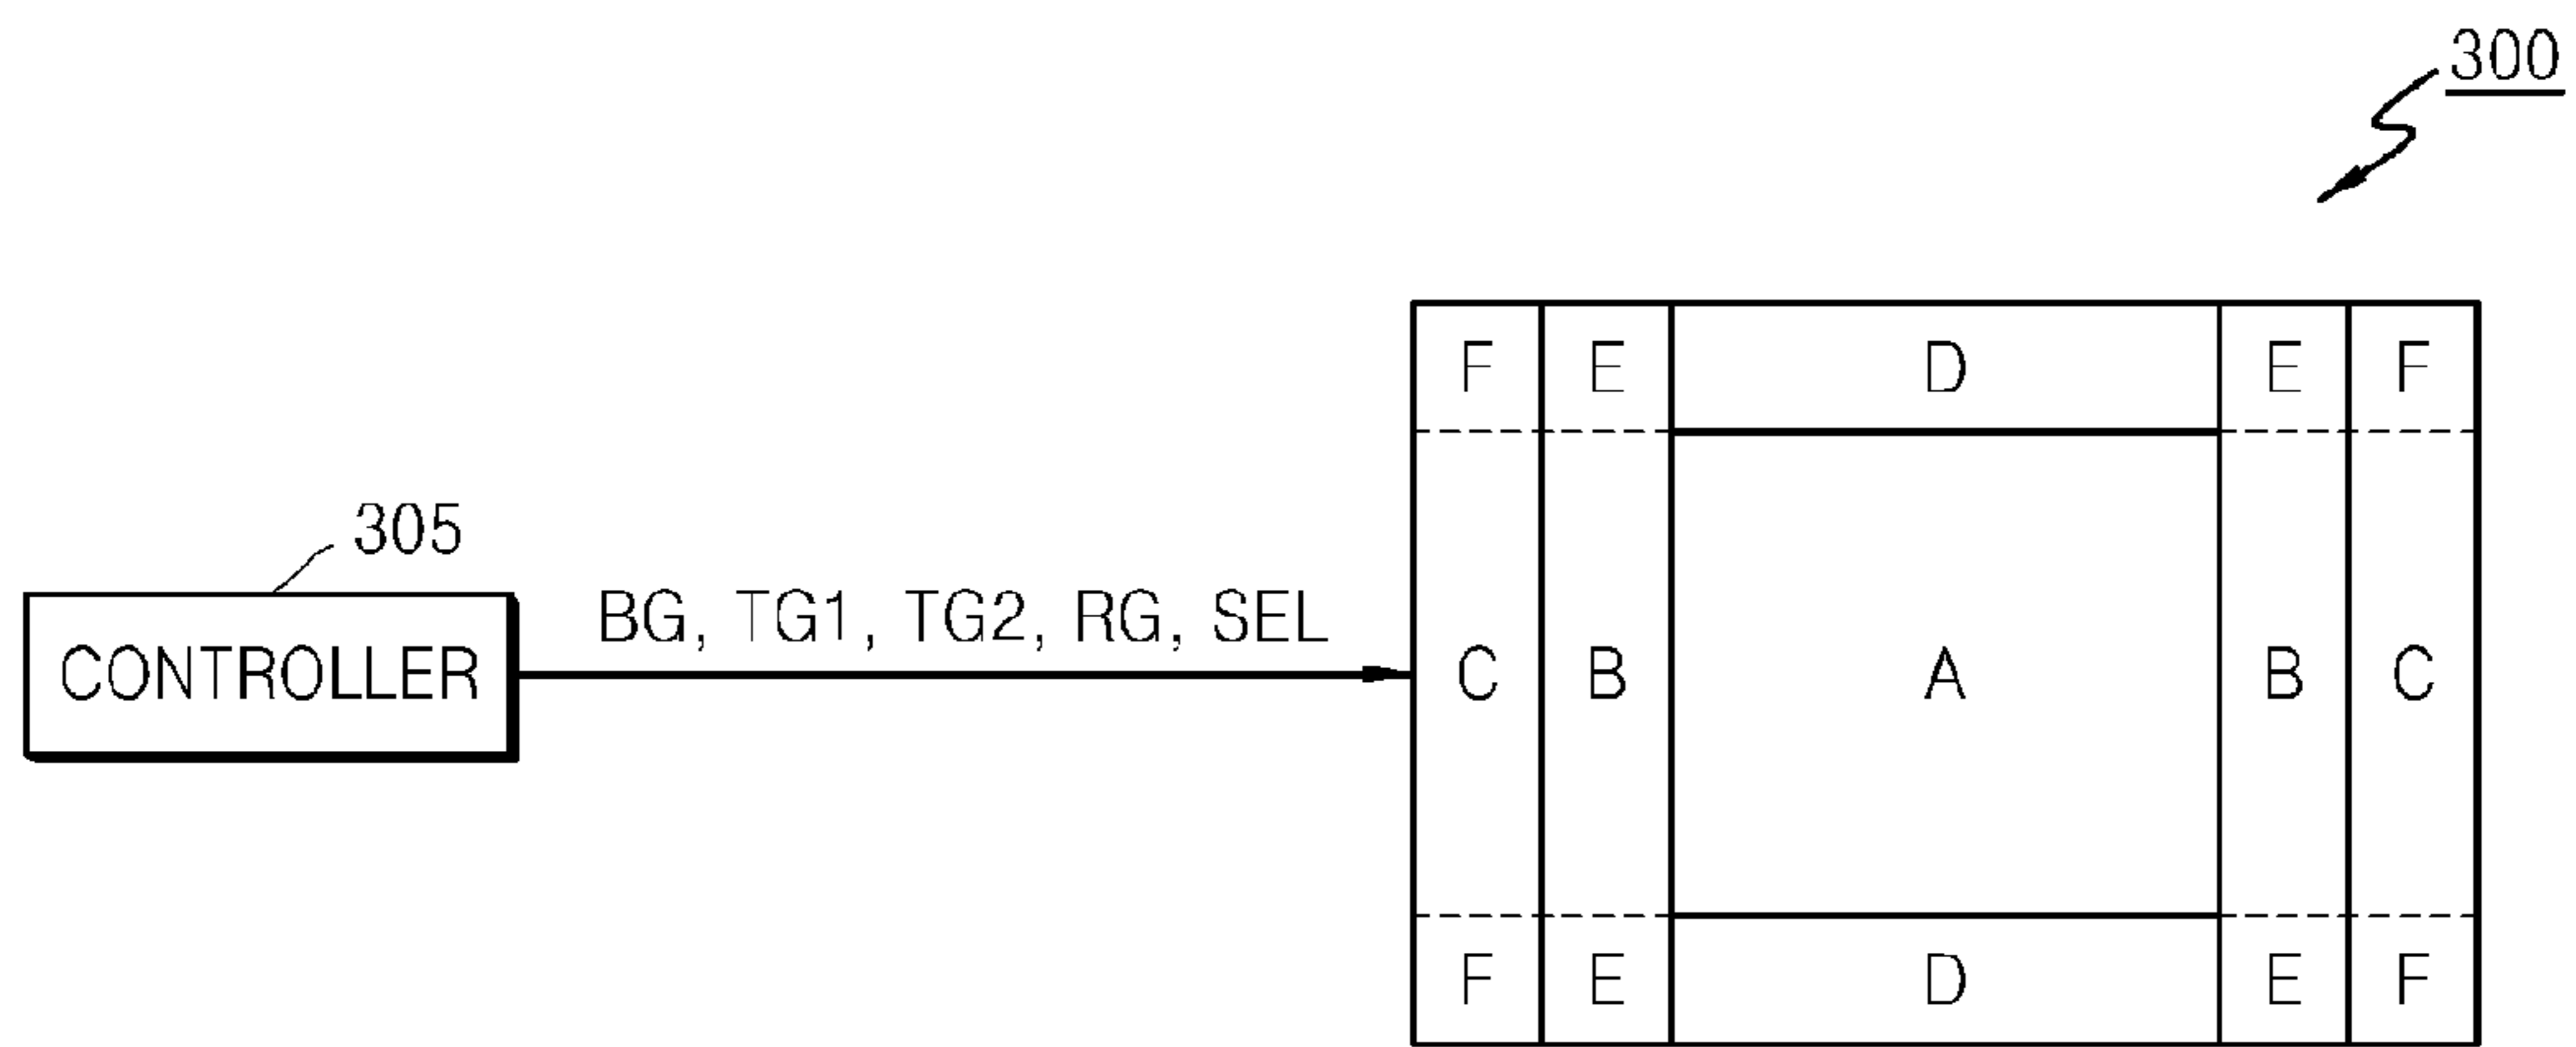 300
F E D E F
305
BG, TG1, TG2, RG, SEL
CONTROLLER
C B A B C
F E D E F